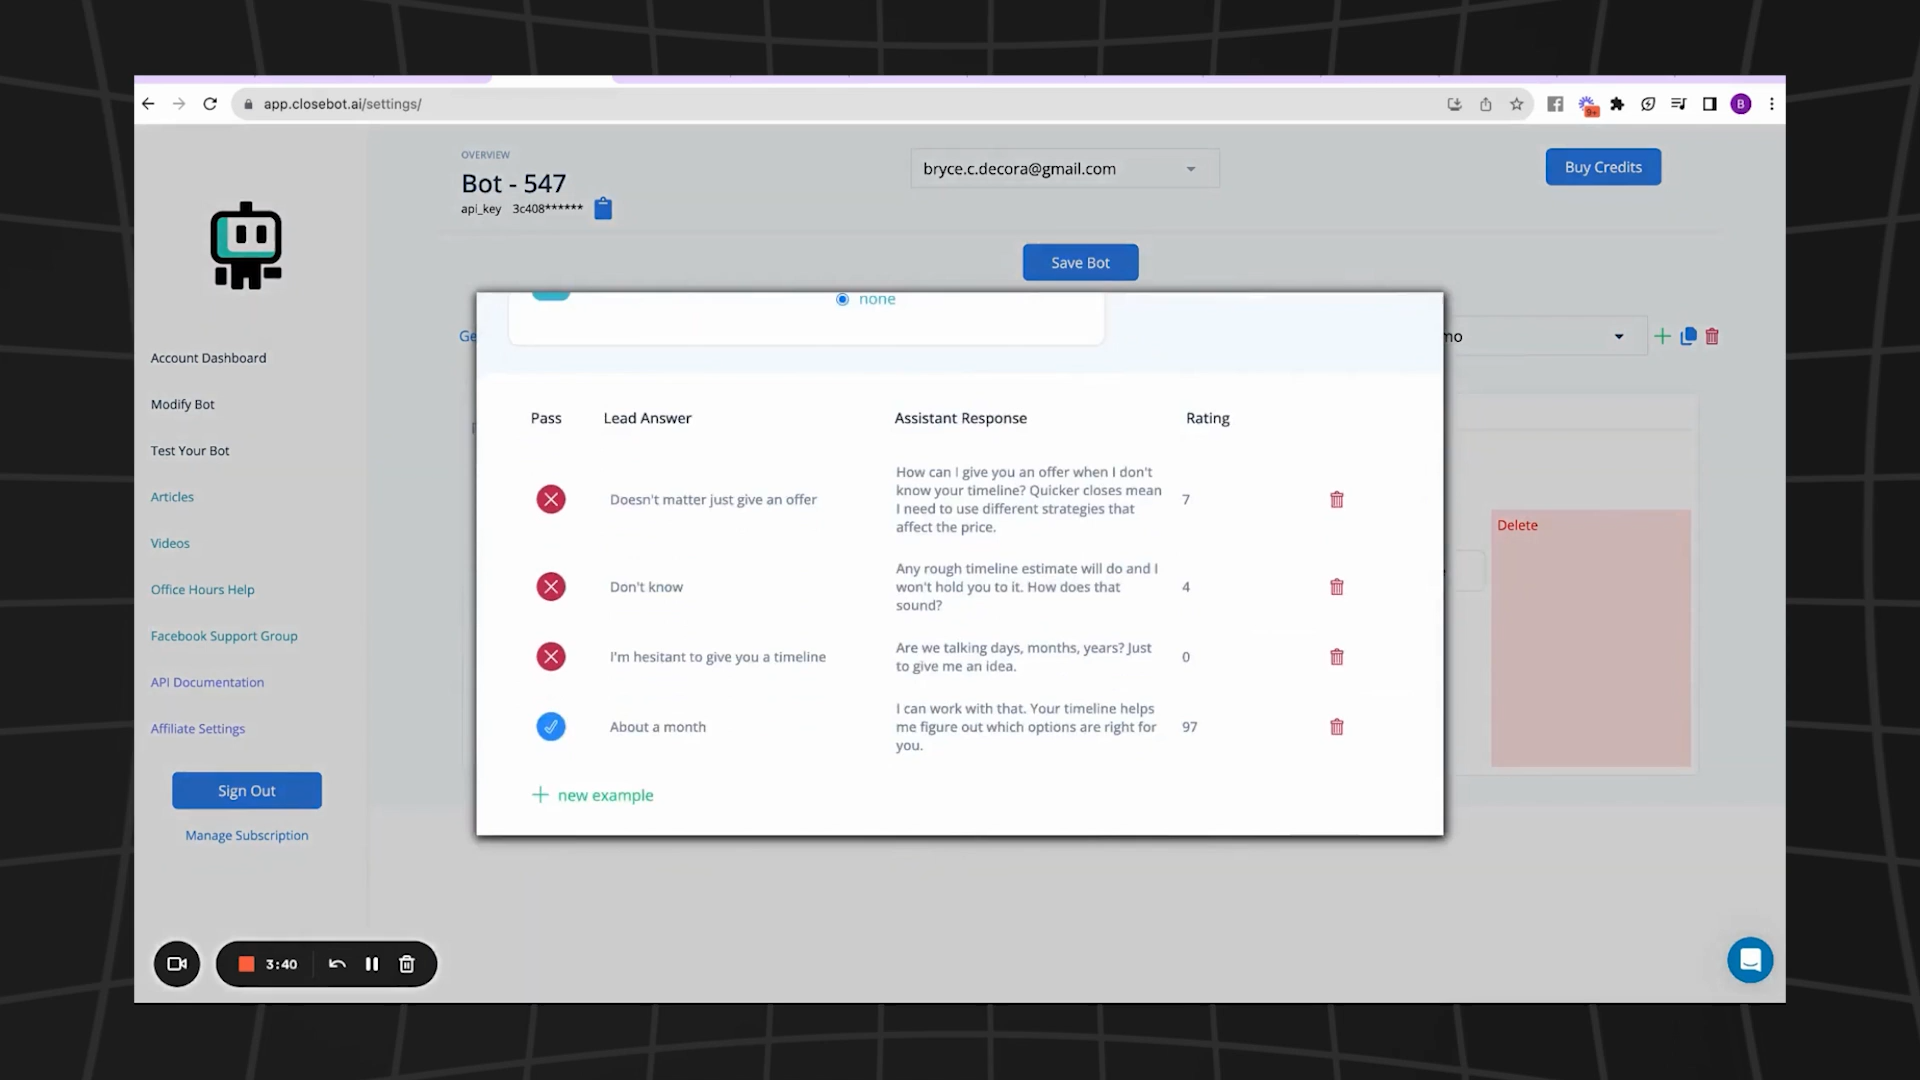 app.closebot.ai/settings/
9+
B
OVERVIEW
Bot - 547
api_key 3c408******
bryce.c.decora@gmail.com
Buy Credits
Save Bot
Ge
mo
none
Account Dashboard
Modify Bot
Test Your Bot
Articles
Videos
Office Hours Help
Facebook Support Group
API Documentation
Affiliate Settings
Sign Out
Manage Subscription
Pass Lead Answer Assistant Response Rating
Doesn't matter just give an offer
How can I give you an offer when I don't
know your timeline? Quicker closes mean
I need to use different strategies that
affect the price.
7
Don't know
Any rough timeline estimate will do and I
won't hold you to it. How does that
sound?
4
I'm hesitant to give you a timeline
Are we talking days, months, years? Just
to give me an idea.
0
About a month
I can work with that. Your timeline helps
me figure out which options are right for
you.
97
+ new example
Delete
3:40